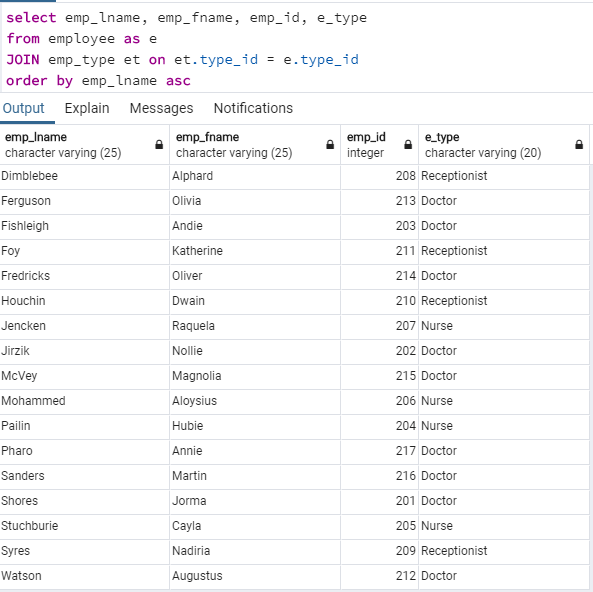 select emp_lname, emp_fname, emp_id, e_type
from employee as e
JOIN emp_type et on et.type_id = e.type_id
order by emp_lname asc
Output Explain Messages Notifications
emp_lname emp_fname emp_id e_type
character varying (25) character varying (25) integer character varying (20)
Dimblebee Alphard 208 Receptionist
Ferguson Olivia 213 Doctor
Fishleigh Andie 203 Doctor
Foy Katherine 211 Receptionist
Fredricks Oliver 214 Doctor
Houchin Dwain 210 Receptionist
Jencken Raquela 207 Nurse
Jirzik Nollie 202 Doctor
McVey Magnolia 215 Doctor
Mohammed Aloysius 206 Nurse
Pailin Hubie 204 Nurse
Pharo Annie 217 Doctor
Sanders Martin 216 Doctor
Shores Jorma 201 Doctor
Stuchburie Cayla 205 Nurse
Syres Nadiria 209 Receptionist
Watson Augustus 212 Doctor